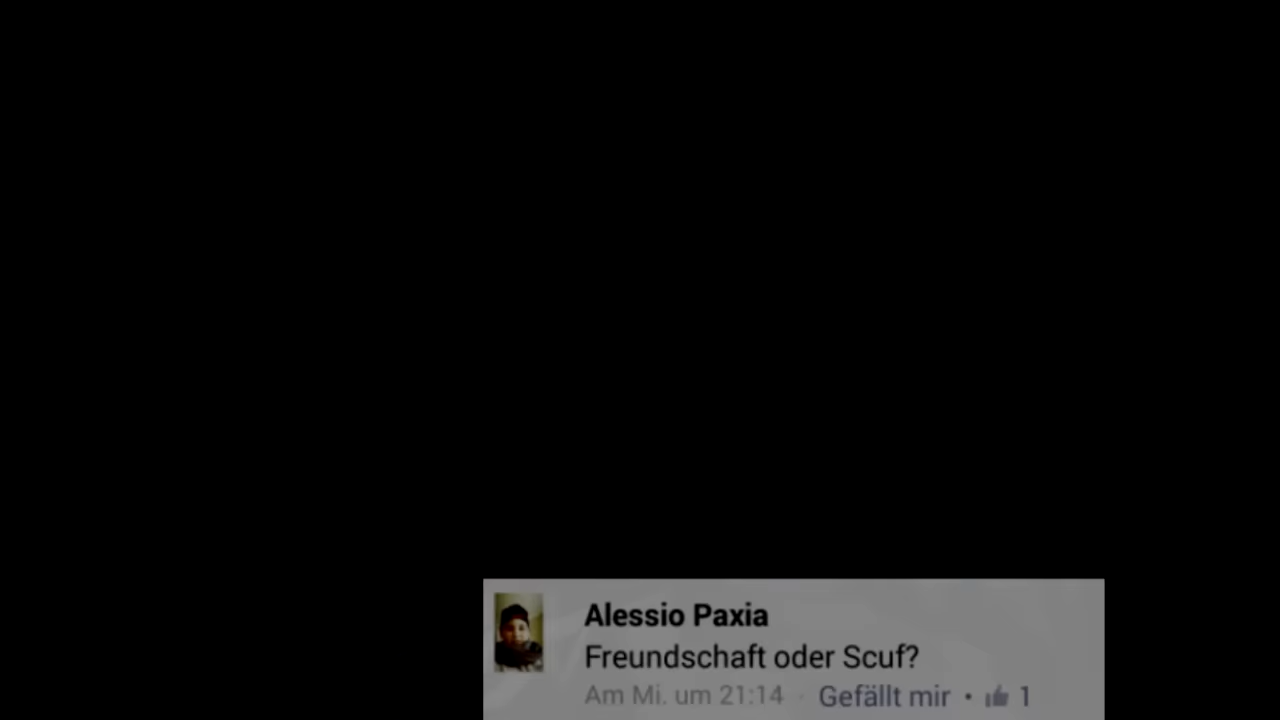 Alessio Paxia
Freundschaft oder Scuf?
Am Mi. um 21:14 · Gefällt mir • 1